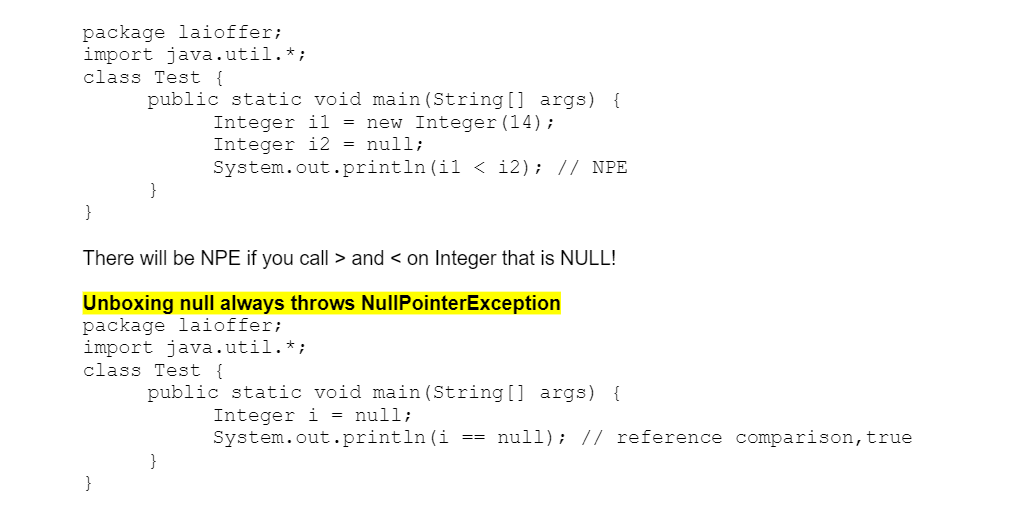 package laioffer;
import java.util.*;
class Test {
public static void main(String[] args) {
Integer i1 = new Integer(14);
Integer i2 = null;
System.out.println(i1 < i2); // NPE
}
}
There will be NPE if you call > and < on Integer that is NULL!
Unboxing null always throws NullPointerException
package laioffer;
import java.util.*;
class Test {
public static void main(String[] args) {
Integer i = null;
System.out.println(i == null); // reference comparison,true
}
}